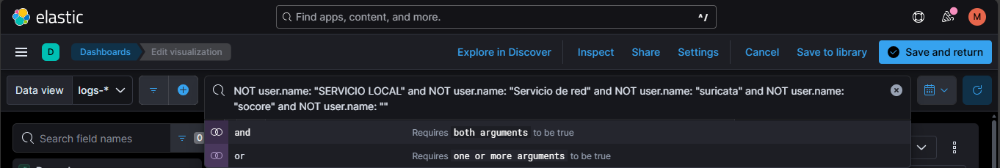 elastic
Find apps, content, and more.
^/
M
D
Dashboards
Edit visualization
Explore in Discover
Inspect
Share
Settings
Cancel
Save to library
Save and return
Data view
logs-*
NOT user.name: "SERVICIO LOCAL" and NOT user.name: "Servicio de red" and NOT user.name: "suricata" and NOT user.name:
"socore" and NOT user.name: ""
Search field names
0
and Requires both arguments to be true
or Requires one or more arguments to be true